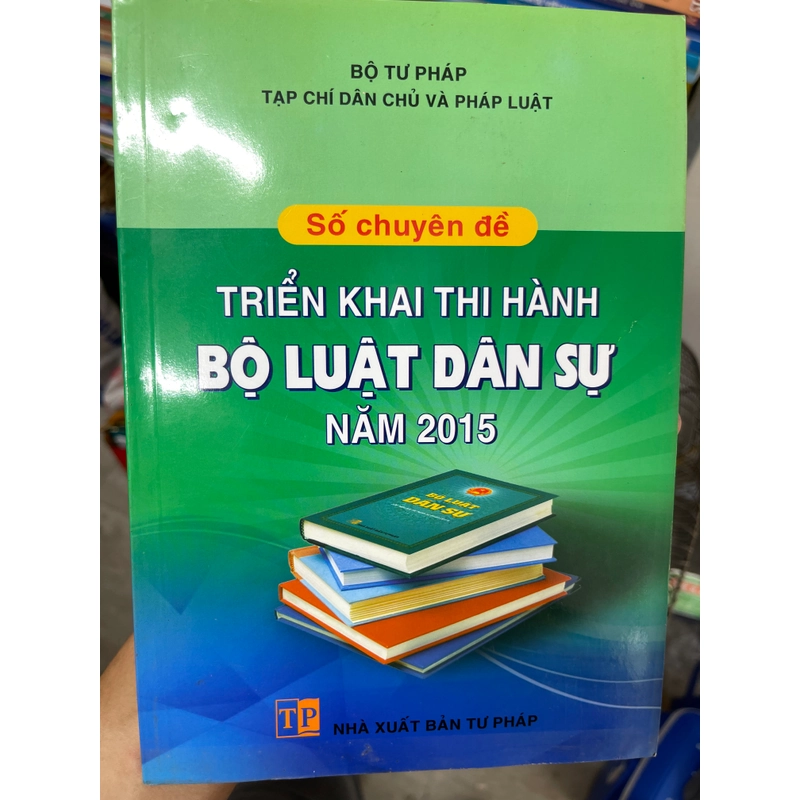 BỘ TƯ PHÁP
TẠP CHÍ DÂN CHỦ VÀ PHÁP LUẬT
Số chuyên đề
TRIỂN KHAI THI HÀNH
BỘ LUẬT DÂN SỰ
NĂM 2015
BỘ LUẬT
DÂN SỰ
TP
NHÀ XUẤT BẢN TƯ PHÁP